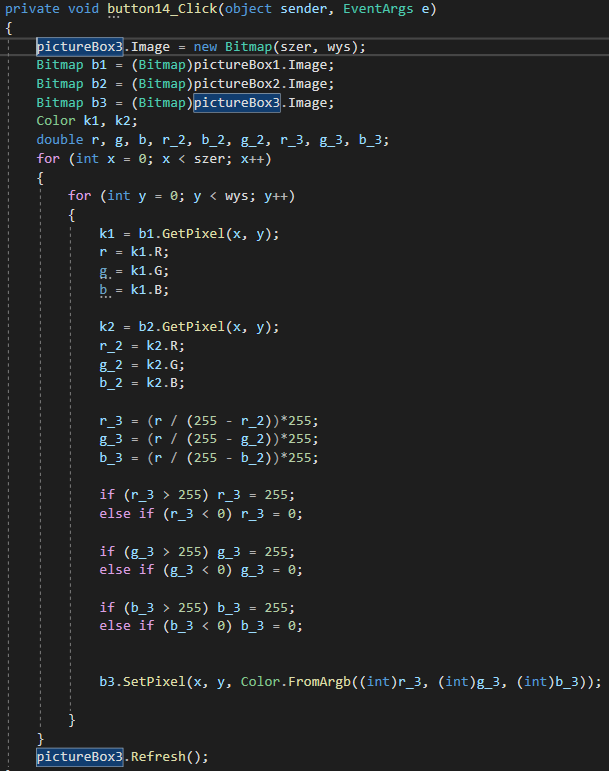 private void button14_Click(object sender, EventArgs e)
{
pictureBox3.Image = new Bitmap(szer, wys);
Bitmap b1 = (Bitmap)pictureBox1.Image;
Bitmap b2 = (Bitmap)pictureBox2.Image;
Bitmap b3 = (Bitmap)pictureBox3.Image;
Color k1, k2;
double r, g, b, r_2, b_2, g_2, r_3, g_3, b_3;
for (int x = 0; x < szer; x++)
{
for (int y = 0; y < wys; y++)
{
k1 = b1.GetPixel(x, y);
r = k1.R;
g = k1.G;
b = k1.B;
k2 = b2.GetPixel(x, y);
r_2 = k2.R;
g_2 = k2.G;
b_2 = k2.B;
r_3 = (r / (255 - r_2))*255;
g_3 = (r / (255 - g_2))*255;
b_3 = (r / (255 - b_2))*255;
if (r_3 > 255) r_3 = 255;
else if (r_3 < 0) r_3 = 0;
if (g_3 > 255) g_3 = 255;
else if (g_3 < 0) g_3 = 0;
if (b_3 > 255) b_3 = 255;
else if (b_3 < 0) b_3 = 0;
b3.SetPixel(x, y, Color.FromArgb((int)r_3, (int)g_3, (int)b_3));
}
}
pictureBox3.Refresh();